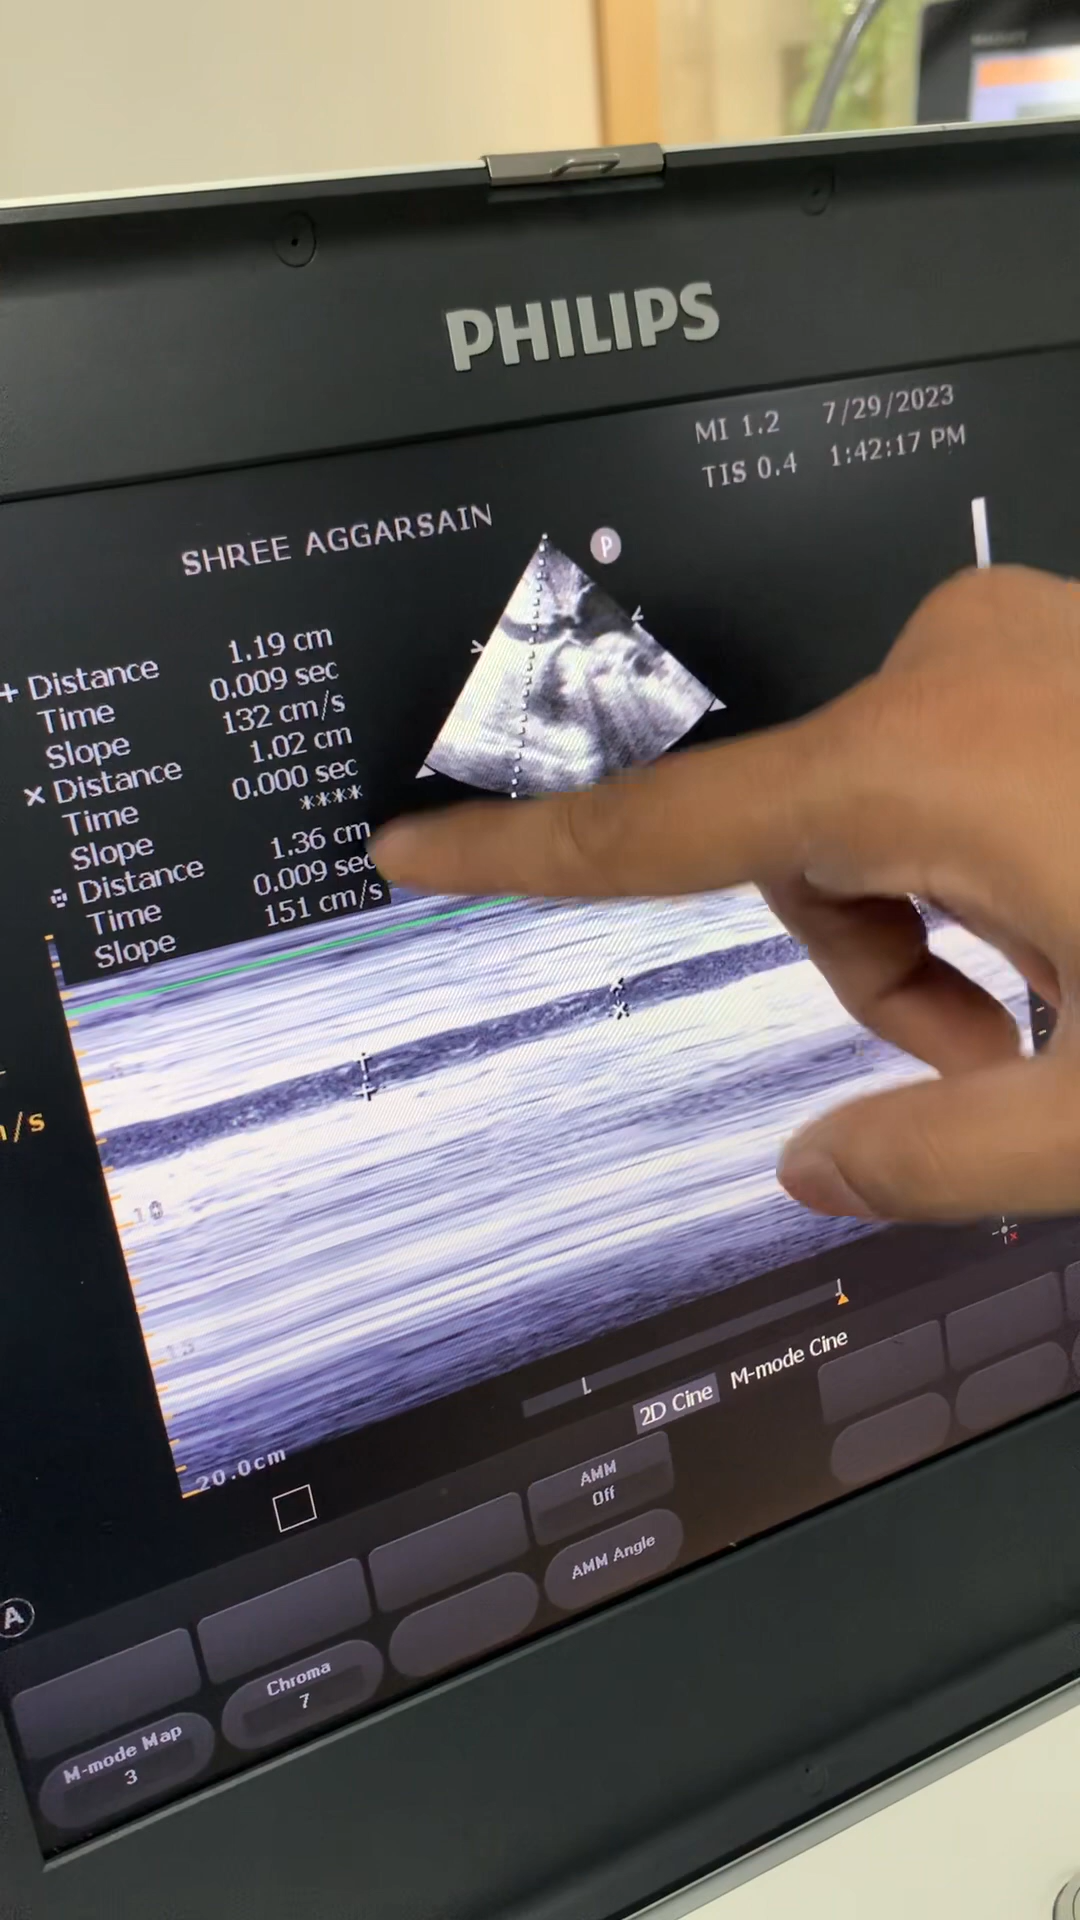 PHILIPS
MI 1.2 7/29/2023
TIS 0.4 1:42:17 PM
SHREE AGGARSAIN
P
+ Distance 1.19 cm
Time 0.009 sec
Slope 132 cm/s
x Distance 1.02 cm
Time 0.000 sec
Slope ****
Distance 1.36 cm
Time 0.009 sec
Slope 151 cm/s
5
/s
10
15
20.0cm
2D Cine M-mode Cine
AMM
Off
AMM Angle
A
Chroma
7
M-mode Map
3